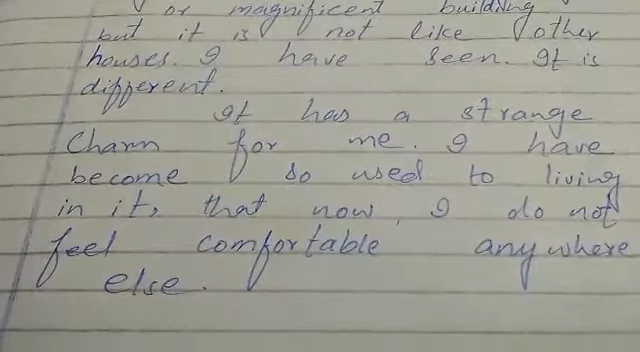 or magnificent building
but it is not like other
houses. I have seen. It is
different.
It has a strange
Charm for me. I have
become so used to living
in it, that now, I do not
feel comfortable anywhere
else.